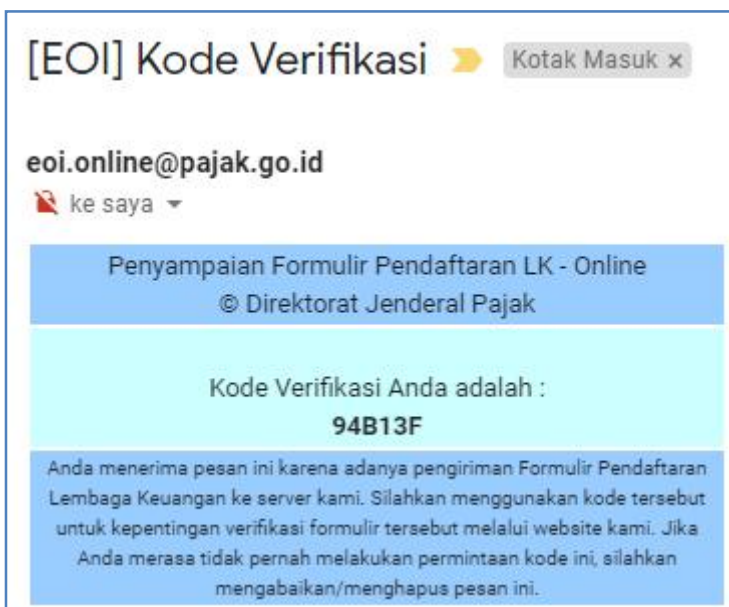 [EOI] Kode Verifikasi Kotak Masuk x
eoi.online@pajak.go.id
ke saya
Penyampaian Formulir Pendaftaran LK - Online
© Direktorat Jenderal Pajak
Kode Verifikasi Anda adalah :
94B13F
Anda menerima pesan ini karena adanya pengiriman Formulir Pendaftaran
Lembaga Keuangan ke server kami. Silahkan menggunakan kode tersebut
untuk kepentingan verifikasi formulir tersebut melalui website kami. Jika
Anda merasa tidak pernah melakukan permintaan kode ini, silahkan
mengabaikan/menghapus pesan ini.